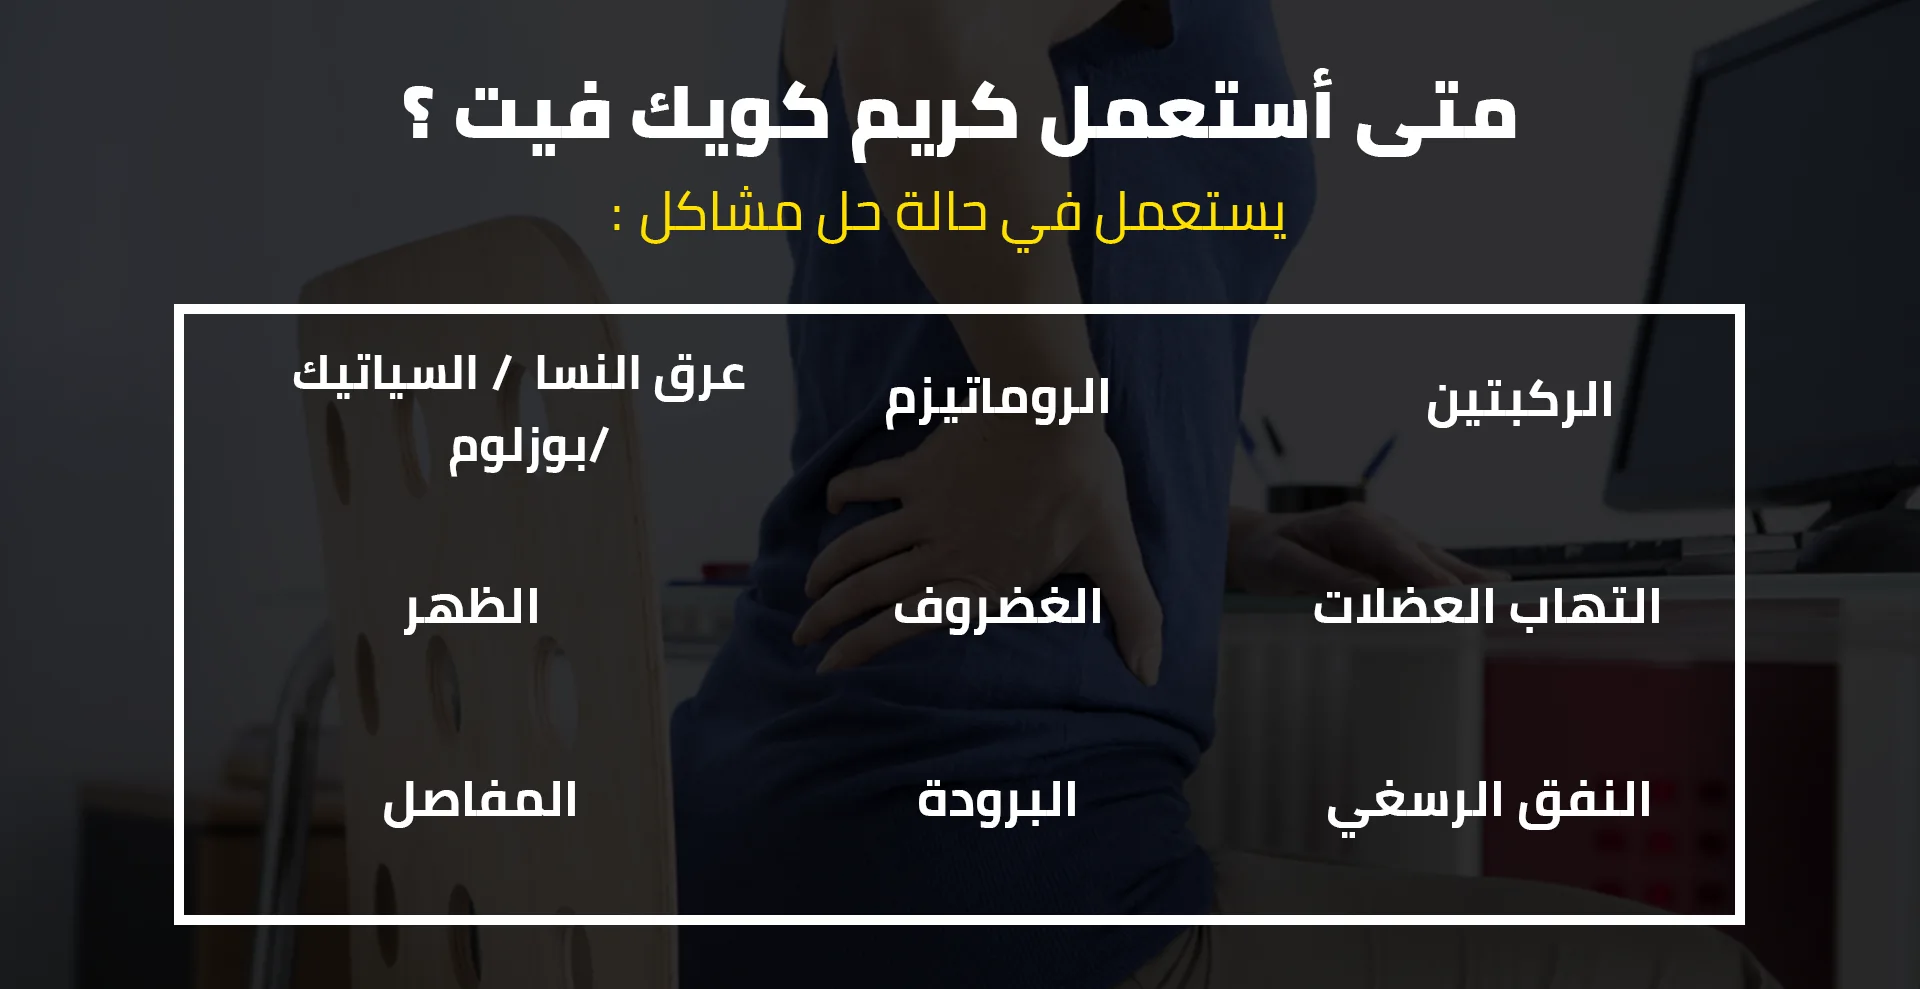 متى أستعمل كريم كويك فيت ؟
يستعمل في حالة حل مشاكل :
الركبتين
الروماتيزم
عرق النسا / السياتيك
/بوزلوم
التهاب العضلات
الغضروف
الظهر
النفق الرسغي
البرودة
المفاصل